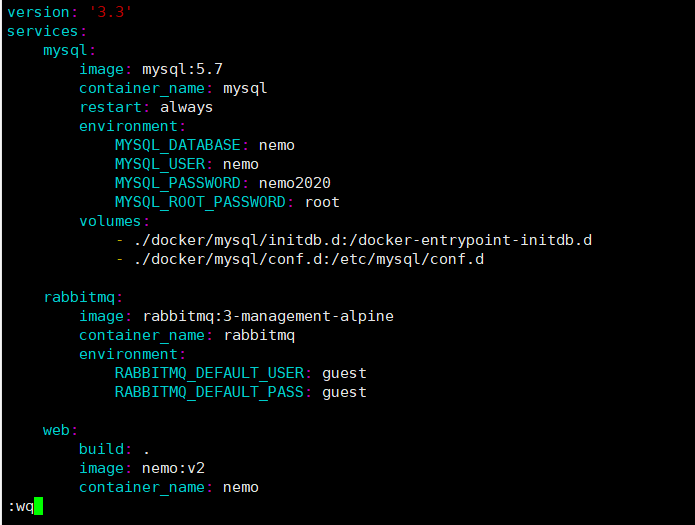 version: '3.3'
services:
    mysql:
        image: mysql:5.7
        container_name: mysql
        restart: always
        environment:
            MYSQL_DATABASE: nemo
            MYSQL_USER: nemo
            MYSQL_PASSWORD: nemo2020
            MYSQL_ROOT_PASSWORD: root
        volumes:
            - ./docker/mysql/initdb.d:/docker-entrypoint-initdb.d
            - ./docker/mysql/conf.d:/etc/mysql/conf.d

    rabbitmq:
        image: rabbitmq:3-management-alpine
        container_name: rabbitmq
        environment:
            RABBITMQ_DEFAULT_USER: guest
            RABBITMQ_DEFAULT_PASS: guest

    web:
        build: .
        image: nemo:v2
        container_name: nemo
:wq